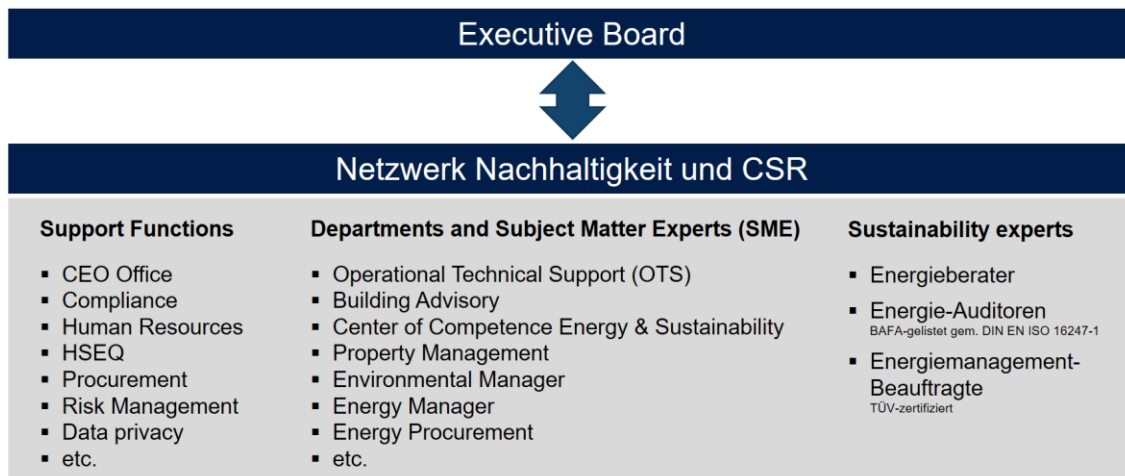 Executive Board
Netzwerk Nachhaltigkeit und CSR
Support Functions
▪ CEO Office
▪ Compliance
▪ Human Resources
▪ HSEQ
▪ Procurement
▪ Risk Management
▪ Data privacy
▪ etc.
Departments and Subject Matter Experts (SME)
▪ Operational Technical Support (OTS)
▪ Building Advisory
▪ Center of Competence Energy & Sustainability
▪ Property Management
▪ Environmental Manager
▪ Energy Manager
▪ Energy Procurement
▪ etc.
Sustainability experts
▪ Energieberater
▪ Energie-Auditoren
BAFA-gelistet gem. DIN EN ISO 16247-1
▪ Energiemanagement-
Beauftragte
TÜV-zertifiziert